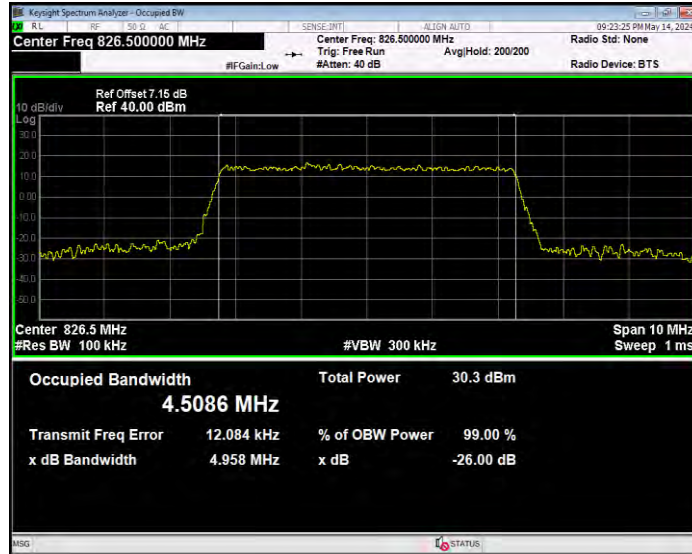 Keysight Spectrum Analyzer - Occupied BW
RL RF 50 Ω AC SENSE:INT ALIGN AUTO 09:23:25 PM May 14, 2024
Center Freq 826.500000 MHz
Center Freq: 826.500000 MHz
Radio Std: None
Trig: Free Run Avg|Hold: 200/200
#IFGain:Low #Atten: 40 dB Radio Device: BTS
Ref Offset 7.15 dB
10 dB/div Ref 40.00 dBm
Log
30.0
20.0
10.0
0.00
-10.0
-20.0
-30.0
-40.0
-50.0
Center 826.5 MHz Span 10 MHz
#Res BW 100 kHz #VBW 300 kHz Sweep 1 ms
Occupied Bandwidth Total Power 30.3 dBm
4.5086 MHz
Transmit Freq Error 12.084 kHz % of OBW Power 99.00 %
x dB Bandwidth 4.958 MHz x dB -26.00 dB
MSG STATUS